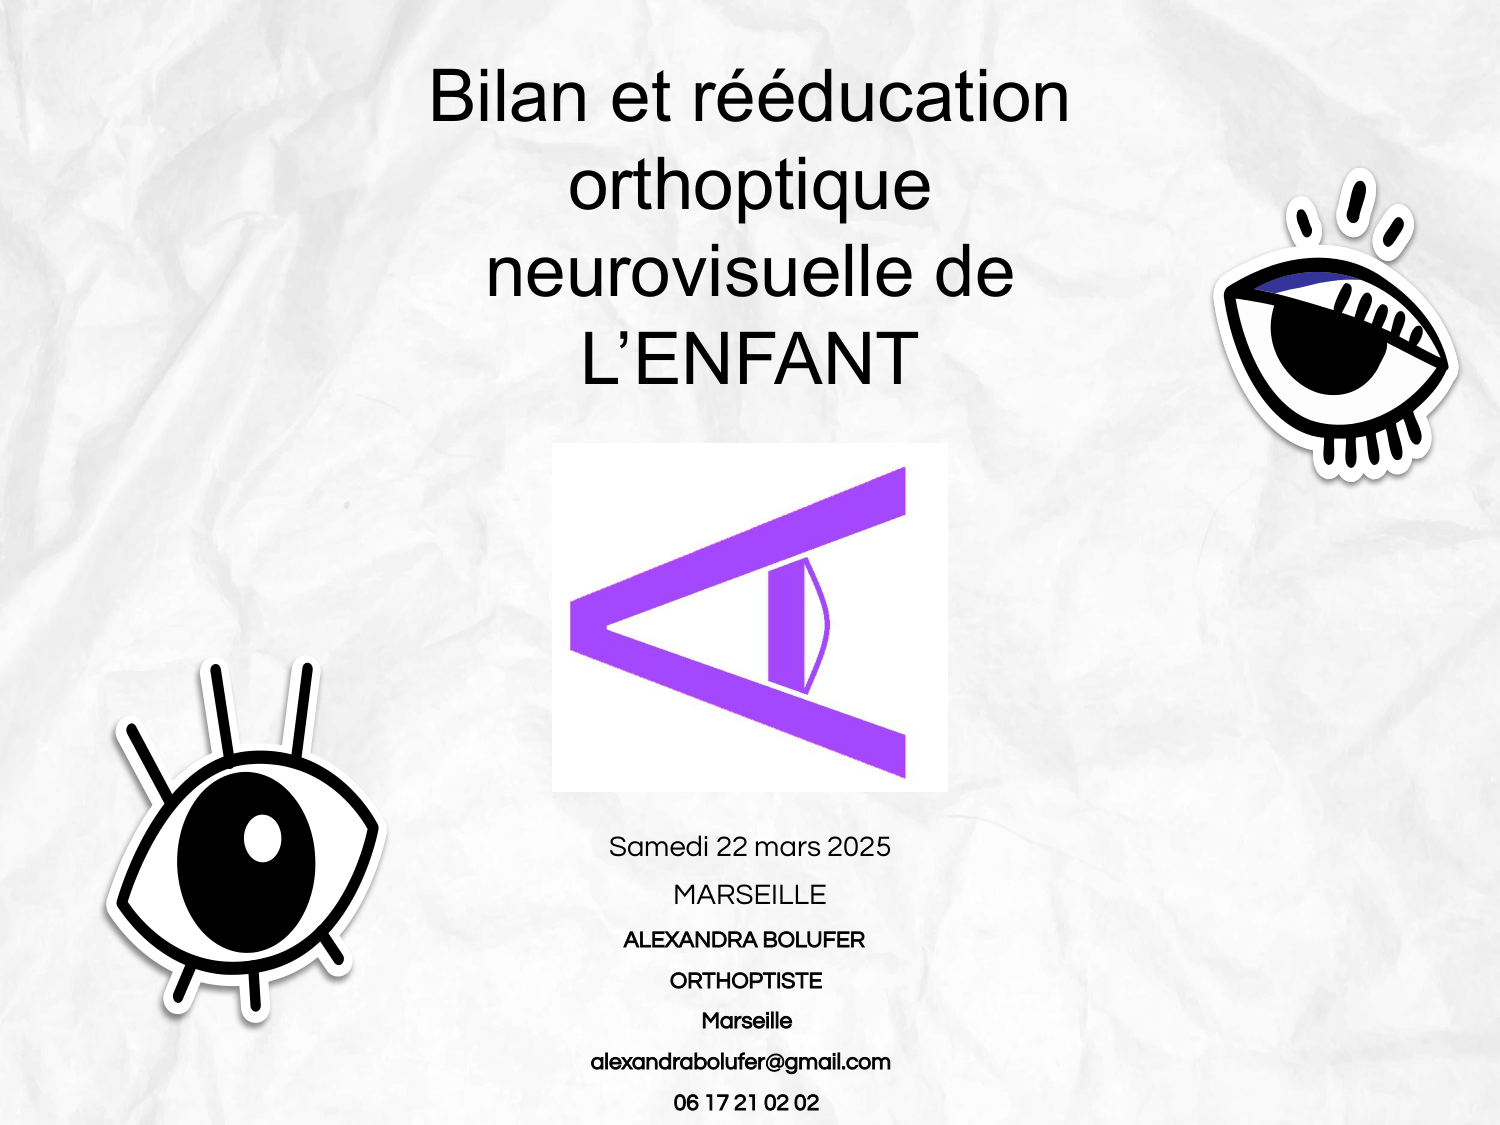 Bilan et rééducation
orthoptique
neurovisuelle de
L’ENFANT
Samedi 22 mars 2025
MARSEILLE
ALEXANDRA BOLUFER
ORTHOPTISTE
Marseille
alexandrabolufer@gmail.com
06 17 21 02 02